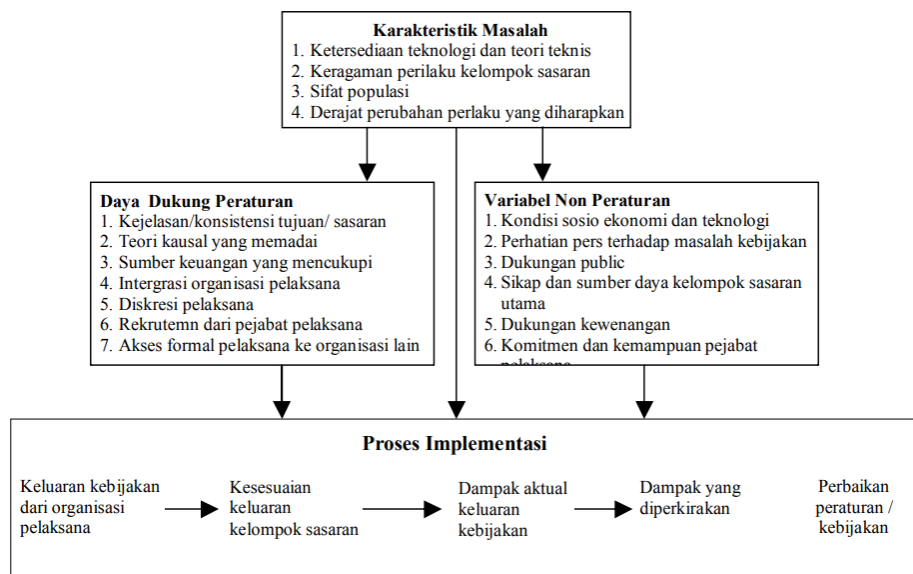 Karakteristik Masalah
1. Ketersediaan teknologi dan teori teknis
2. Keragaman perilaku kelompok sasaran
3. Sifat populasi
4. Derajat perubahan perlaku yang diharapkan
Daya Dukung Peraturan
1. Kejelasan/konsistensi tujuan/ sasaran
2. Teori kausal yang memadai
3. Sumber keuangan yang mencukupi
4. Intergrasi organisasi pelaksana
5. Diskresi pelaksana
6. Rekrutemn dari pejabat pelaksana
7. Akses formal pelaksana ke organisasi lain
Variabel Non Peraturan
1. Kondisi sosio ekonomi dan teknologi
2. Perhatian pers terhadap masalah kebijakan
3. Dukungan public
4. Sikap dan sumber daya kelompok sasaran
utama
5. Dukungan kewenangan
6. Komitmen dan kemampuan pejabat
pelaksana
Proses Implementasi
Keluaran kebijakan
dari organisasi
pelaksana
Kesesuaian
keluaran
kelompok sasaran
Dampak aktual
keluaran
kebijakan
Dampak yang
diperkirakan
Perbaikan
peraturan /
kebijakan